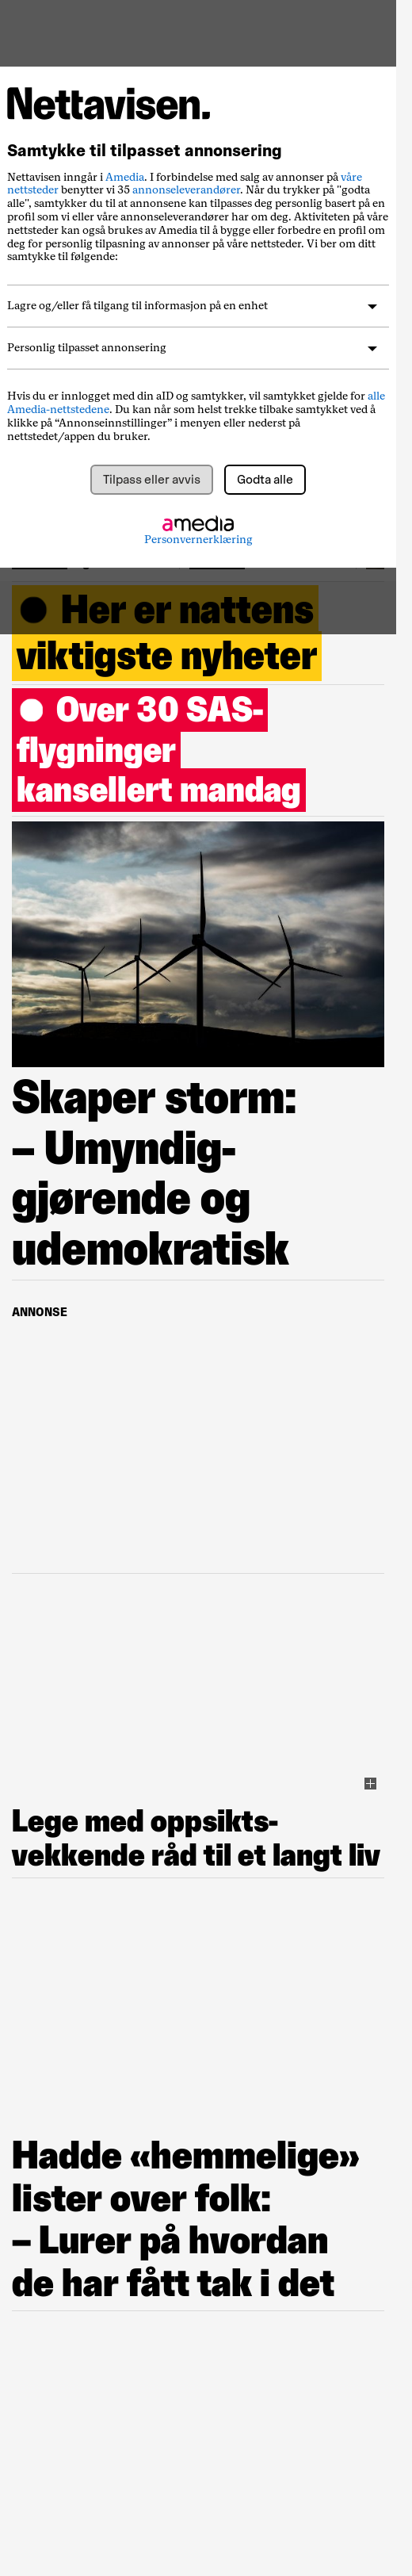 Nettavisen.
Samtykke til tilpasset annonsering
Nettavisen inngår i Amedia. I forbindelse med salg av annonser på våre
nettsteder benytter vi 35 annonseleverandører. Når du trykker på "godta
alle", samtykker du til at annonsene kan tilpasses deg personlig basert på en
profil som vi eller våre annonseleverandører har om deg. Aktiviteten på våre
nettsteder kan også brukes av Amedia til å bygge eller forbedre en profil om
deg for personlig tilpasning av annonser på våre nettsteder. Vi ber om ditt
samtykke til følgende:
Lagre og/eller få tilgang til informasjon på en enhet
Personlig tilpasset annonsering
Hvis du er innlogget med din aID og samtykker, vil samtykket gjelde for alle
Amedia-nettstedene. Du kan når som helst trekke tilbake samtykket ved å
klikke på “Annonseinnstillinger” i menyen eller nederst på
nettstedet/appen du bruker.
Tilpass eller avvis
Godta alle
amedia
Personvernerklæring
Her er nattens
viktigste nyheter
Over 30 SAS-
flygninger
kansellert mandag
Skaper storm:
– Umyndig-
gjørende og
udemokratisk
ANNONSE
Lege med oppsikts-
vekkende råd til et langt liv
Hadde «hemmelige»
lister over folk:
– Lurer på hvordan
de har fått tak i det